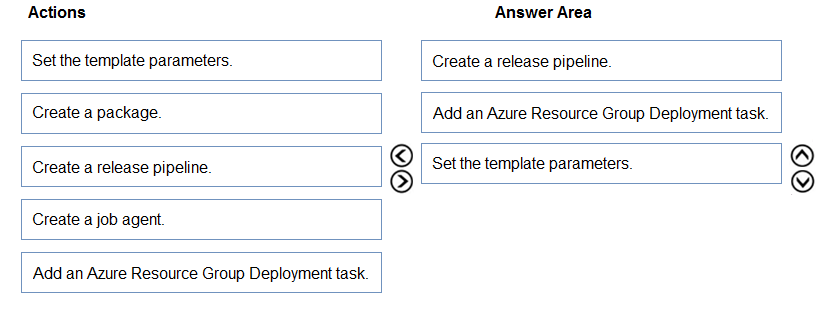 Actions
Answer Area
Set the template parameters.
Create a release pipeline.
Create a package.
Add an Azure Resource Group Deployment task.
Create a release pipeline.
Set the template parameters.
Create a job agent.
Add an Azure Resource Group Deployment task.